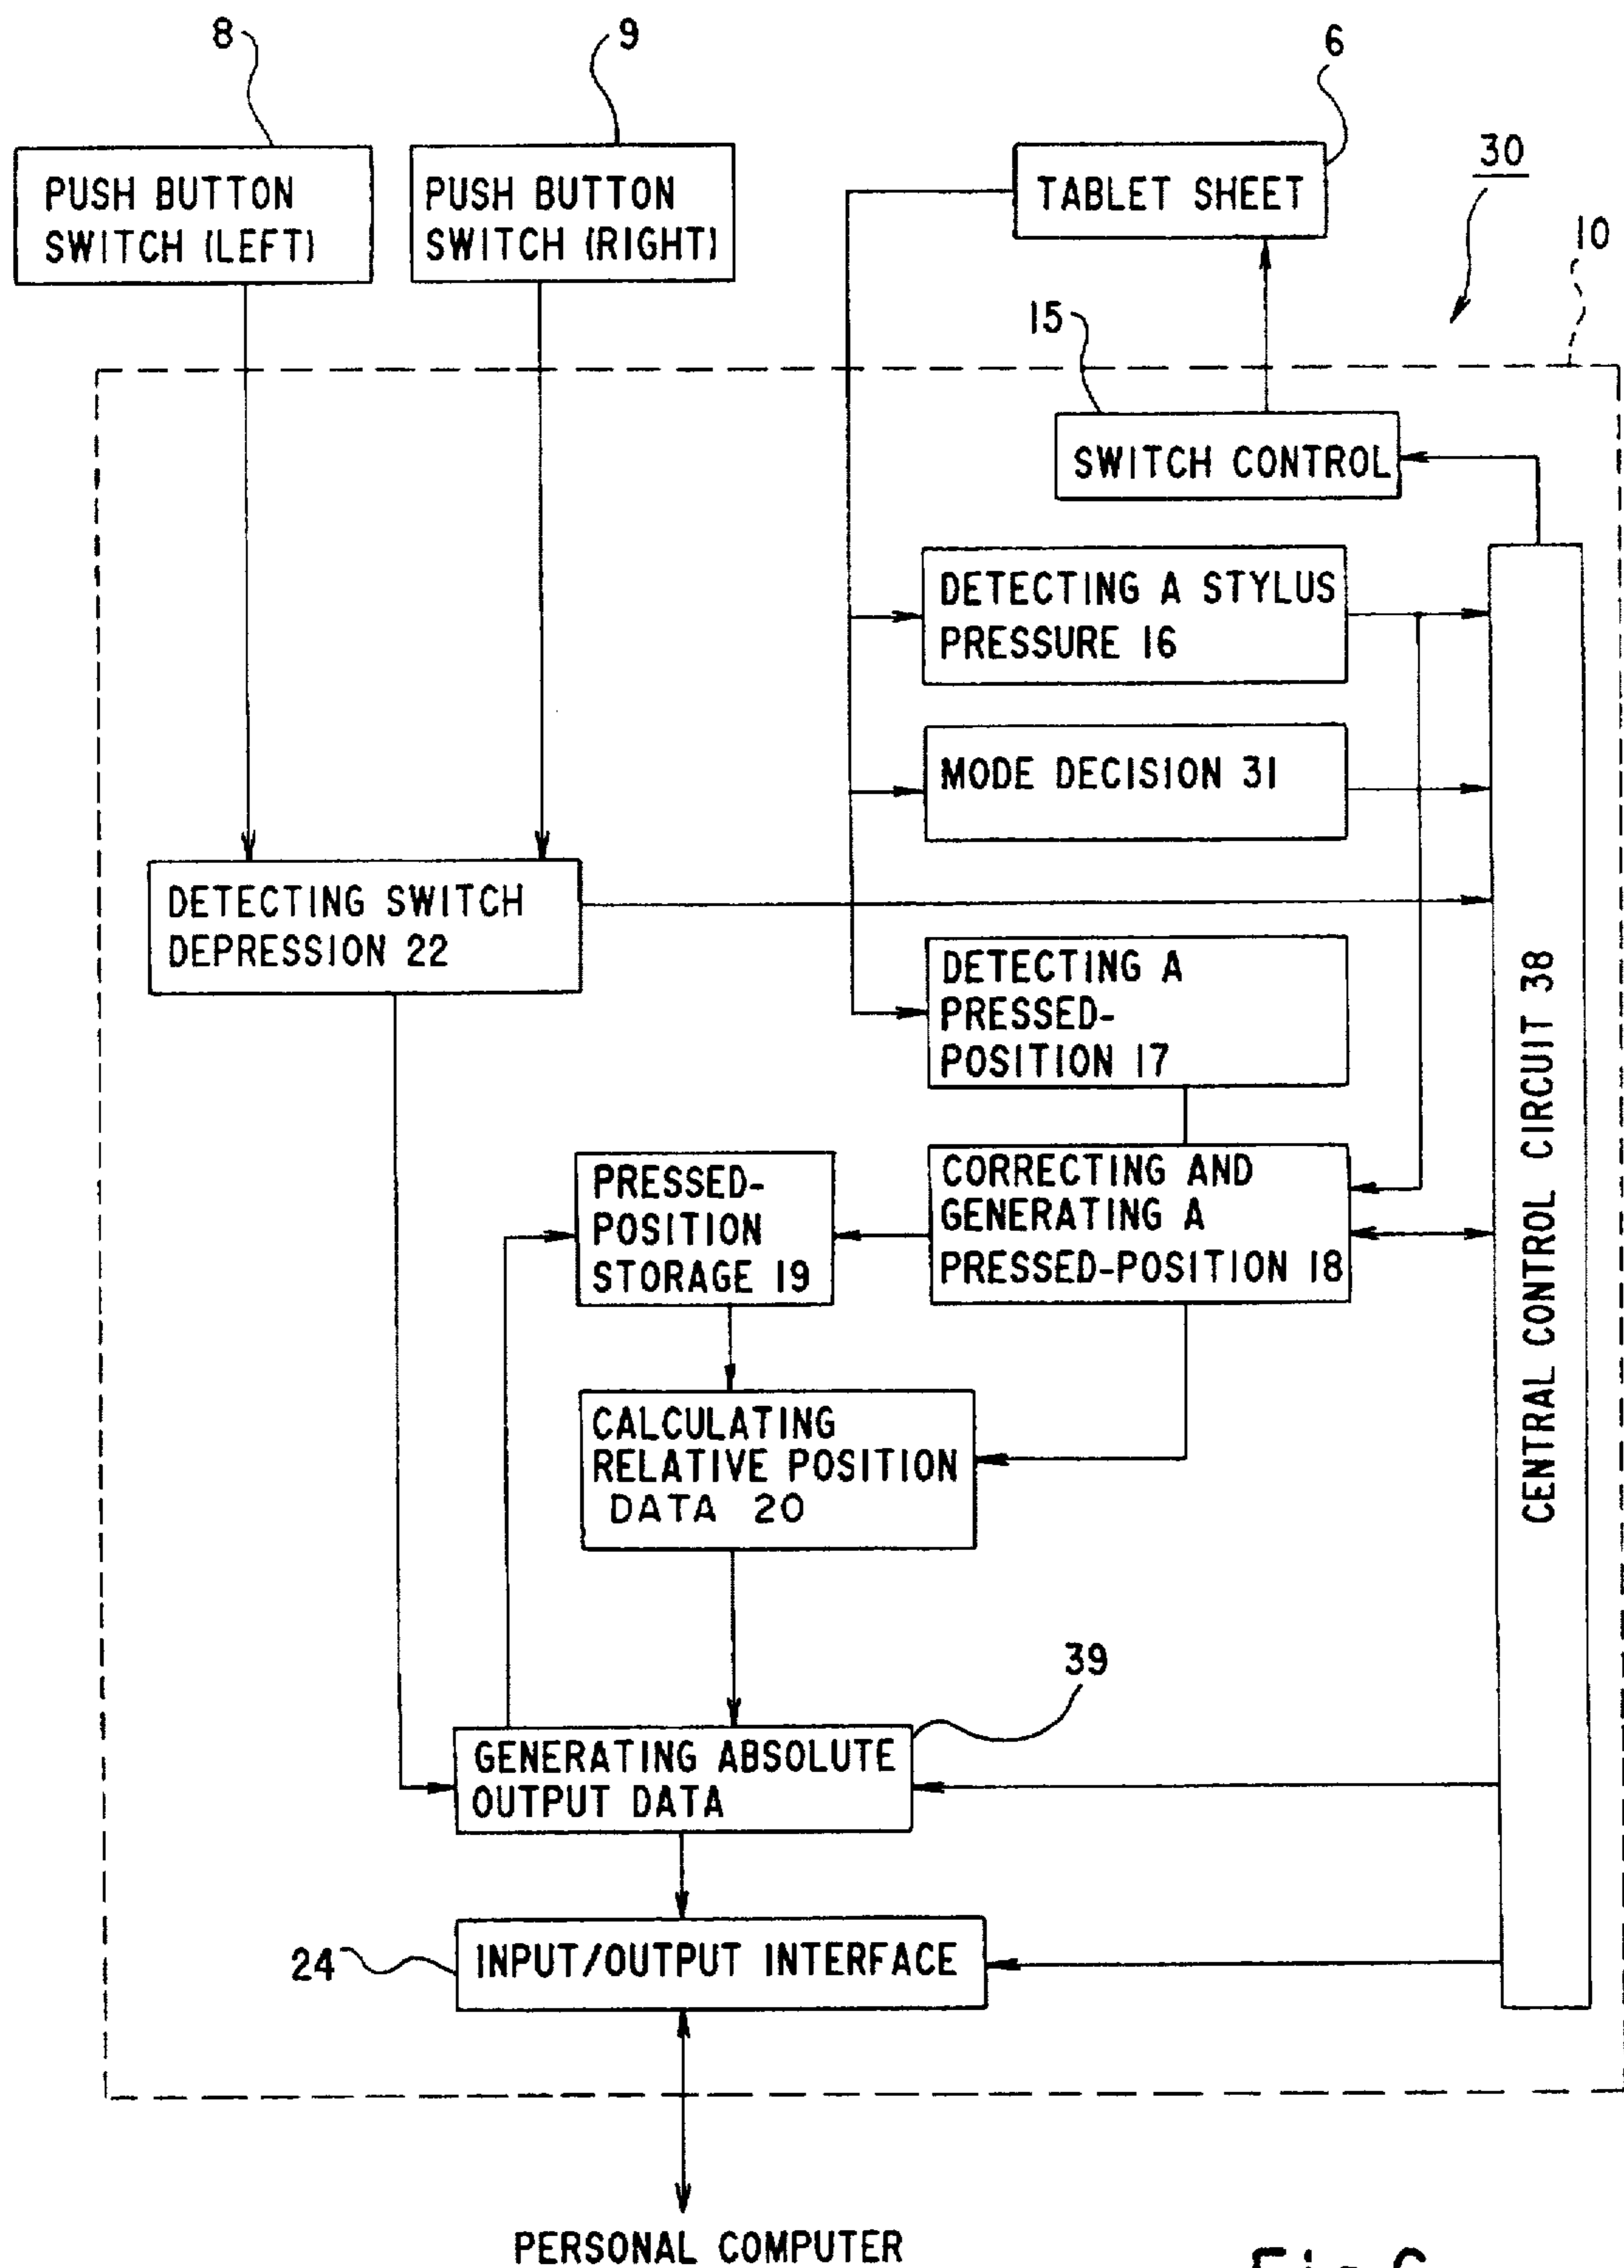 8
9
6
30
PUSH BUTTON
SWITCH (LEFT)
PUSH BUTTON
SWITCH (RIGHT)
TABLET SHEET
10
15
SWITCH CONTROL
DETECTING A STYLUS
PRESSURE 16
MODE DECISION 31
DETECTING SWITCH
DEPRESSION 22
DETECTING A
PRESSED-
POSITION 17
CENTRAL CONTROL CIRCUIT 38
PRESSED-
POSITION
STORAGE 19
CORRECTING AND
GENERATING A
PRESSED-POSITION 18
CALCULATING
RELATIVE POSITION
DATA 20
39
GENERATING ABSOLUTE
OUTPUT DATA
24
INPUT/OUTPUT INTERFACE
PERSONAL COMPUTER